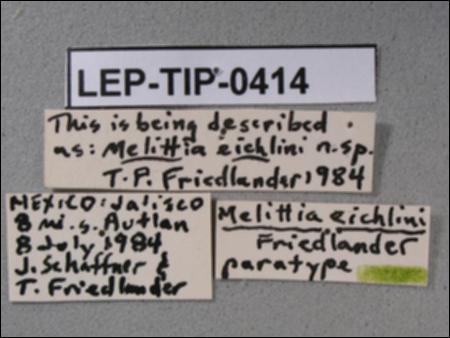 LEP-TIP-0414
This is being described
as: Melittia eichlini n. sp.
T. P. Friedlander 1984
MEXICO: Jalisco
8 mi. s. Autlan
8 July 1984
J. Schaffner &
T. Friedlander
Melittia eichlini
Friedlander
paratype